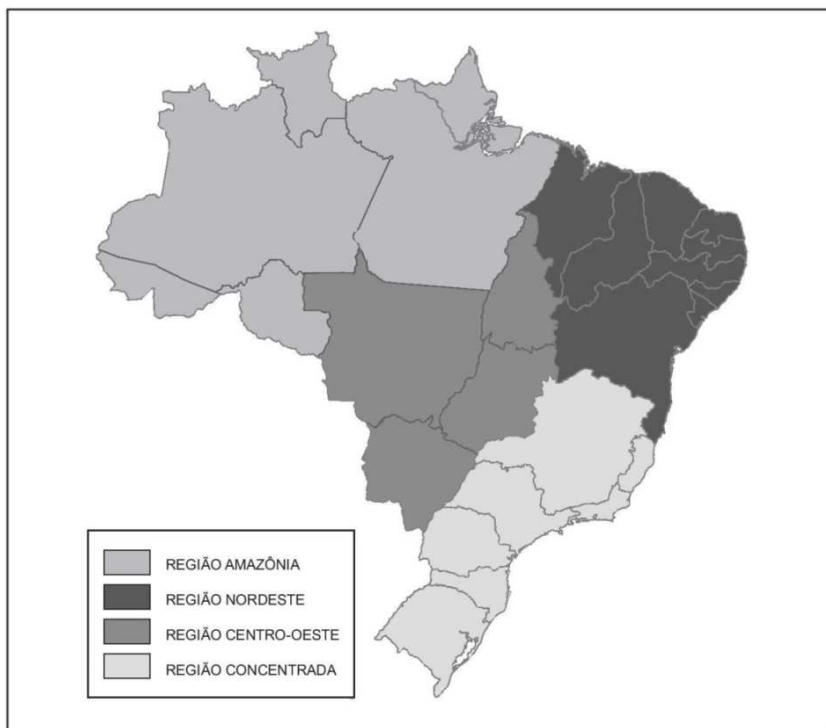 REGIÃO AMAZÔNIA
REGIÃO NORDESTE
REGIÃO CENTRO-OESTE
REGIÃO CONCENTRADA